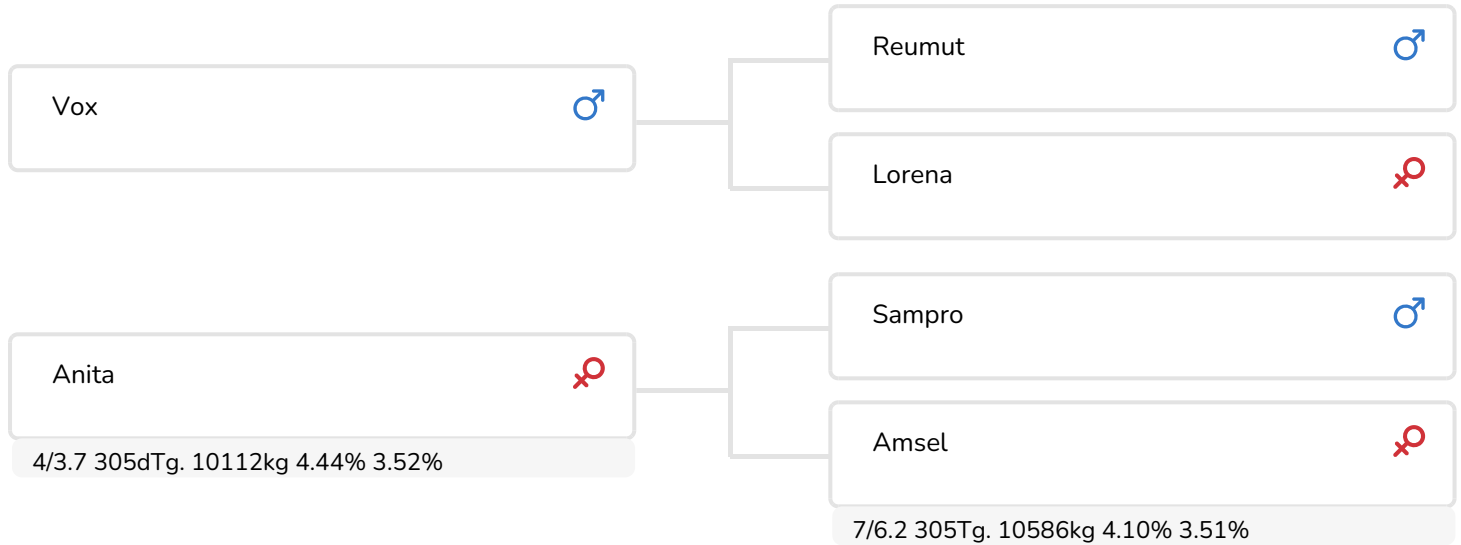 Reumut
Vox
Lorena
Sampro
Anita
Amsel
4/3.7 305dTg. 10112kg 4.44% 3.52%
7/6.2 305Tg. 10586kg 4.10% 3.51%